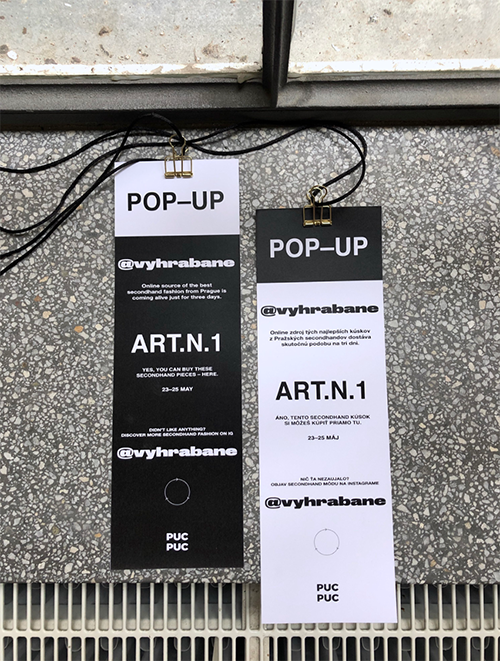 POP–UP
@vyhrabane
Online source of the best
secondhand fashion from Prague is
coming alive just for three days.
ART.N.1
YES, YOU CAN BUY THESE
SECONDHAND PIECES – HERE.
23–25 MAY
DIDN'T LIKE ANYTHING?
DISCOVER MORE SECONDHAND FASHION ON IG
@vyhrabane
PUC
PUC
POP–UP
@vyhrabane
Online zdroj tých najlepších kúskov
z Pražských secondhandov dostáva
skutočnú podobu na tri dni.
ART.N.1
ÁNO, TENTO SECONDHAND KÚSOK
SI MÔŽEŠ KÚPIŤ PRIAMO TU.
23–25 MÁJ
NIČ ŤA NEZAUJALO?
OBJAV SECONDHAND MÓDU NA INSTAGRAME
@vyhrabane
PUC
PUC